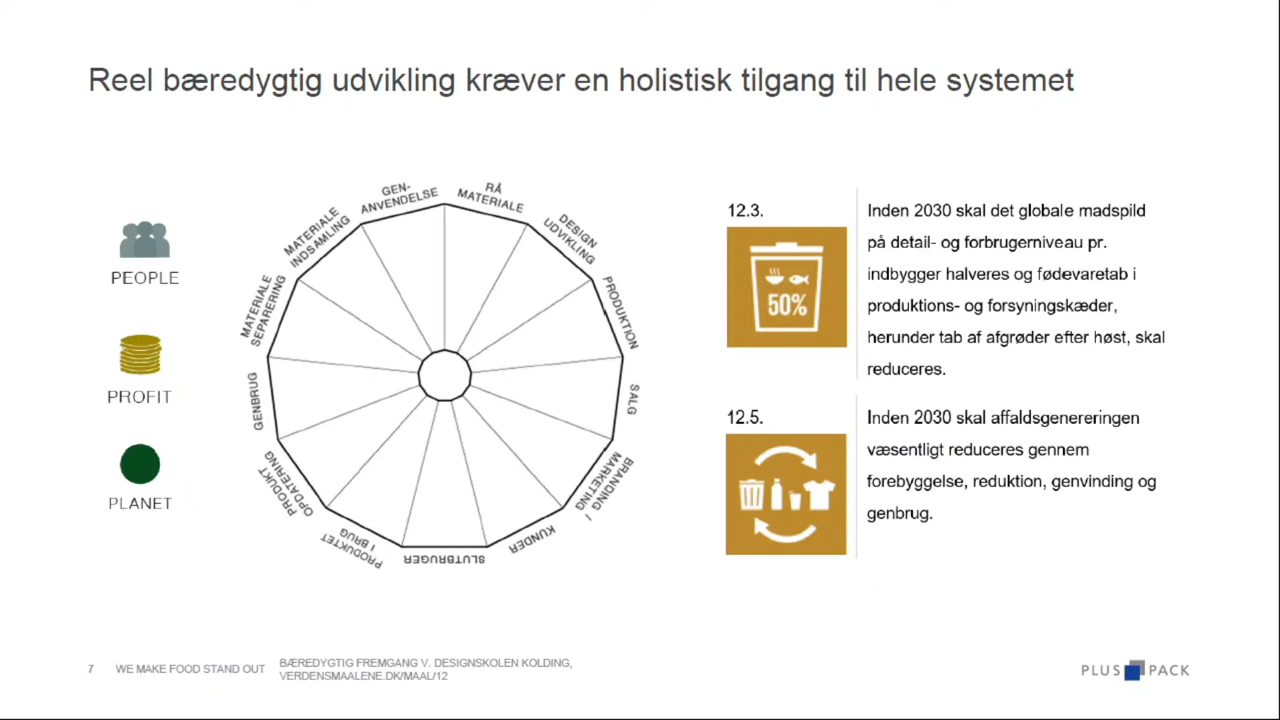 Reel bæredygtig udvikling kræver en holistisk tilgang til hele systemet
PEOPLE
PROFIT
PLANET
RÅ
MATERIALE
DESIGN
UDVIKLING
PRODUKTION
SALG
BRANDING /
MARKETING
KUNDER
SLUTBRUGER
PRODUKTET
I BRUG
PRODUKT
OPDATERING
GENBRUG
MATERIALE
SEPARERING
MATERIALE
INDSAMLING
GEN-
ANVENDELSE
12.3.
50%
Inden 2030 skal det globale madspild
på detail- og forbrugerniveau pr.
indbygger halveres og fødevaretab i
produktions- og forsyningskæder,
herunder tab af afgrøder efter høst, skal
reduceres.
12.5.
Inden 2030 skal affaldsgenereringen
væsentligt reduceres gennem
forebyggelse, reduktion, genvinding og
genbrug.
7
WE MAKE FOOD STAND OUT
BÆREDYGTIG FREMGANG V. DESIGNSKOLEN KOLDING,
VERDENSMAALENE.DK/MAAL/12
PLUS PACK